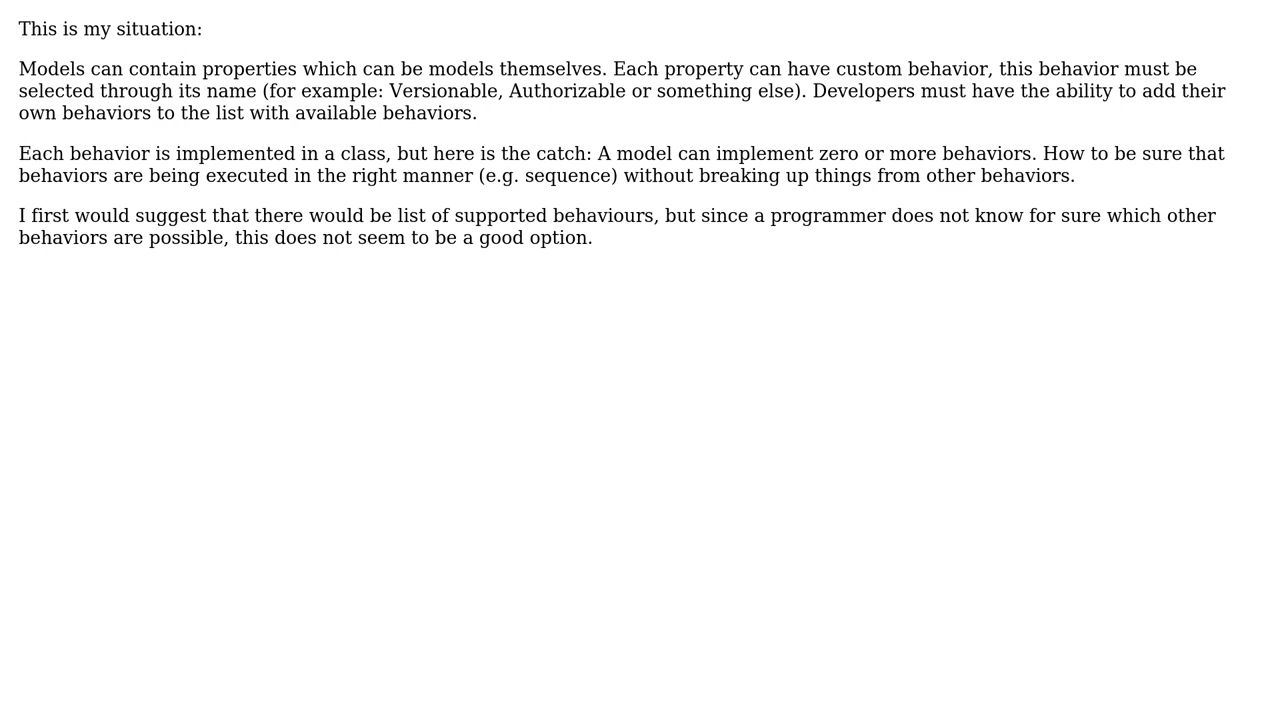 This is my situation:
Models can contain properties which can be models themselves. Each property can have custom behavior, this behavior must be
selected through its name (for example: Versionable, Authorizable or something else). Developers must have the ability to add their
own behaviors to the list with available behaviors.
Each behavior is implemented in a class, but here is the catch: A model can implement zero or more behaviors. How to be sure that
behaviors are being executed in the right manner (e.g. sequence) without breaking up things from other behaviors.
I first would suggest that there would be list of supported behaviours, but since a programmer does not know for sure which other
behaviors are possible, this does not seem to be a good option.